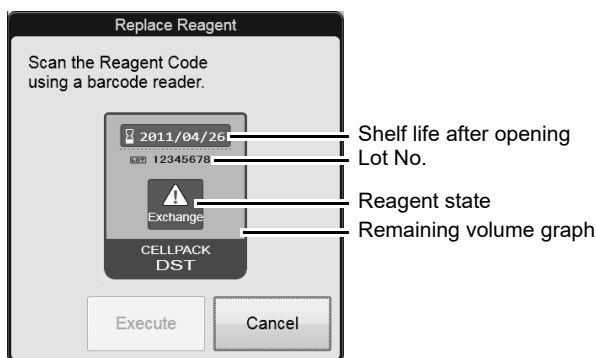 Replace Reagent
Scan the Reagent Code
using a barcode reader.
2011/04/26
Shelf life after opening
LOT 12345678
Lot No.
Exchange
Reagent state
Remaining volume graph
CELLPACK
DST
Execute
Cancel